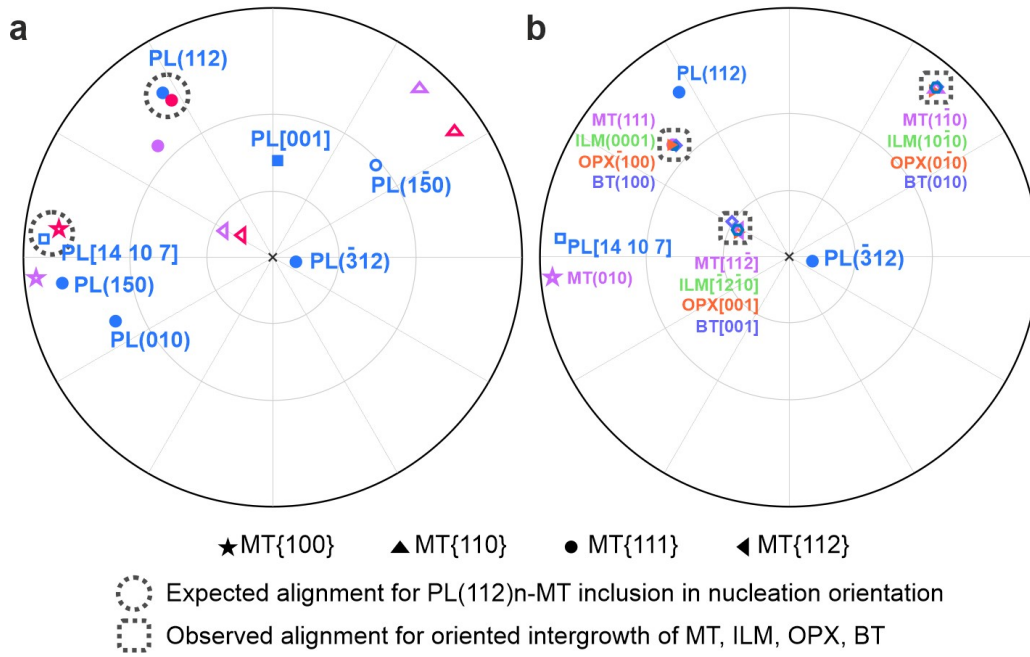 a
PL(112)
PL[001]
PL(15̄0)
PL[14 10 7]
PL(3̄12)
PL(150)
PL(010)
b
PL(112)
MT(111)
ILM(0001)
OPX(1̄00)
BT(100)
MT(11̄0)
ILM(101̄0)
OPX(01̄0)
BT(010)
PL[14 10 7]
MT(010)
PL(3̄12)
MT[112̄]
ILM[1̄21̄0]
OPX[001]
BT[001]
★MT{100} ▲MT{110} ●MT{111} ◀MT{112}
Expected alignment for PL(112)n-MT inclusion in nucleation orientation
Observed alignment for oriented intergrowth of MT, ILM, OPX, BT